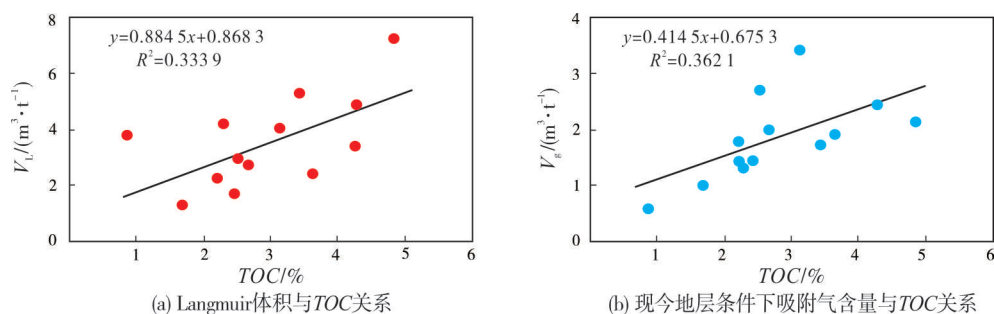 8
6
4
2
0
V_L/(m³·t⁻¹)
y=0.884 5x+0.868 3
R²=0.333 9
1 2 3 4 5 6
TOC/%
(a) Langmuir体积与TOC关系
4
3
2
1
0
V_g/(m³·t⁻¹)
y=0.414 5x+0.675 3
R²=0.362 1
1 2 3 4 5 6
TOC/%
(b) 现今地层条件下吸附气含量与TOC关系